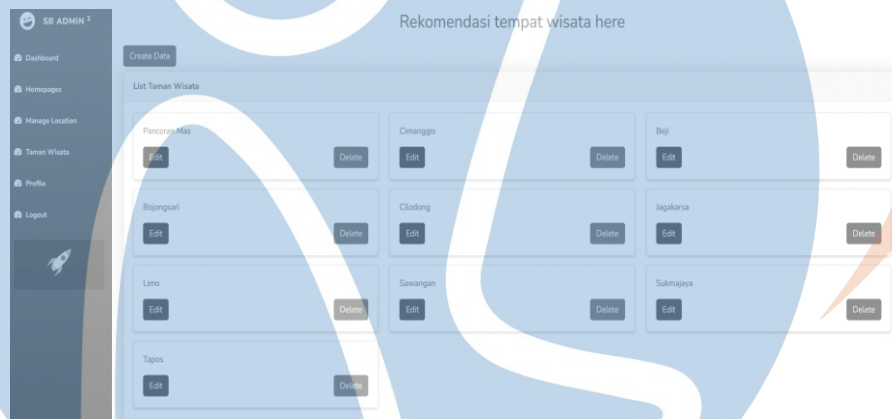 SB ADMIN 2
Rekomendasi tempat wisata here
Dashboard
Homepages
Manage Location
Taman Wisata
Profile
Logout
Create Data
List Taman Wisata
Pancoran Mas
Edit Delete
Cimanggis
Edit Delete
Beji
Edit Delete
Bojongsari
Edit Delete
Cilodong
Edit Delete
Jagakarsa
Edit Delete
Limo
Edit Delete
Sawangan
Edit Delete
Sukmajaya
Edit Delete
Tapos
Edit Delete